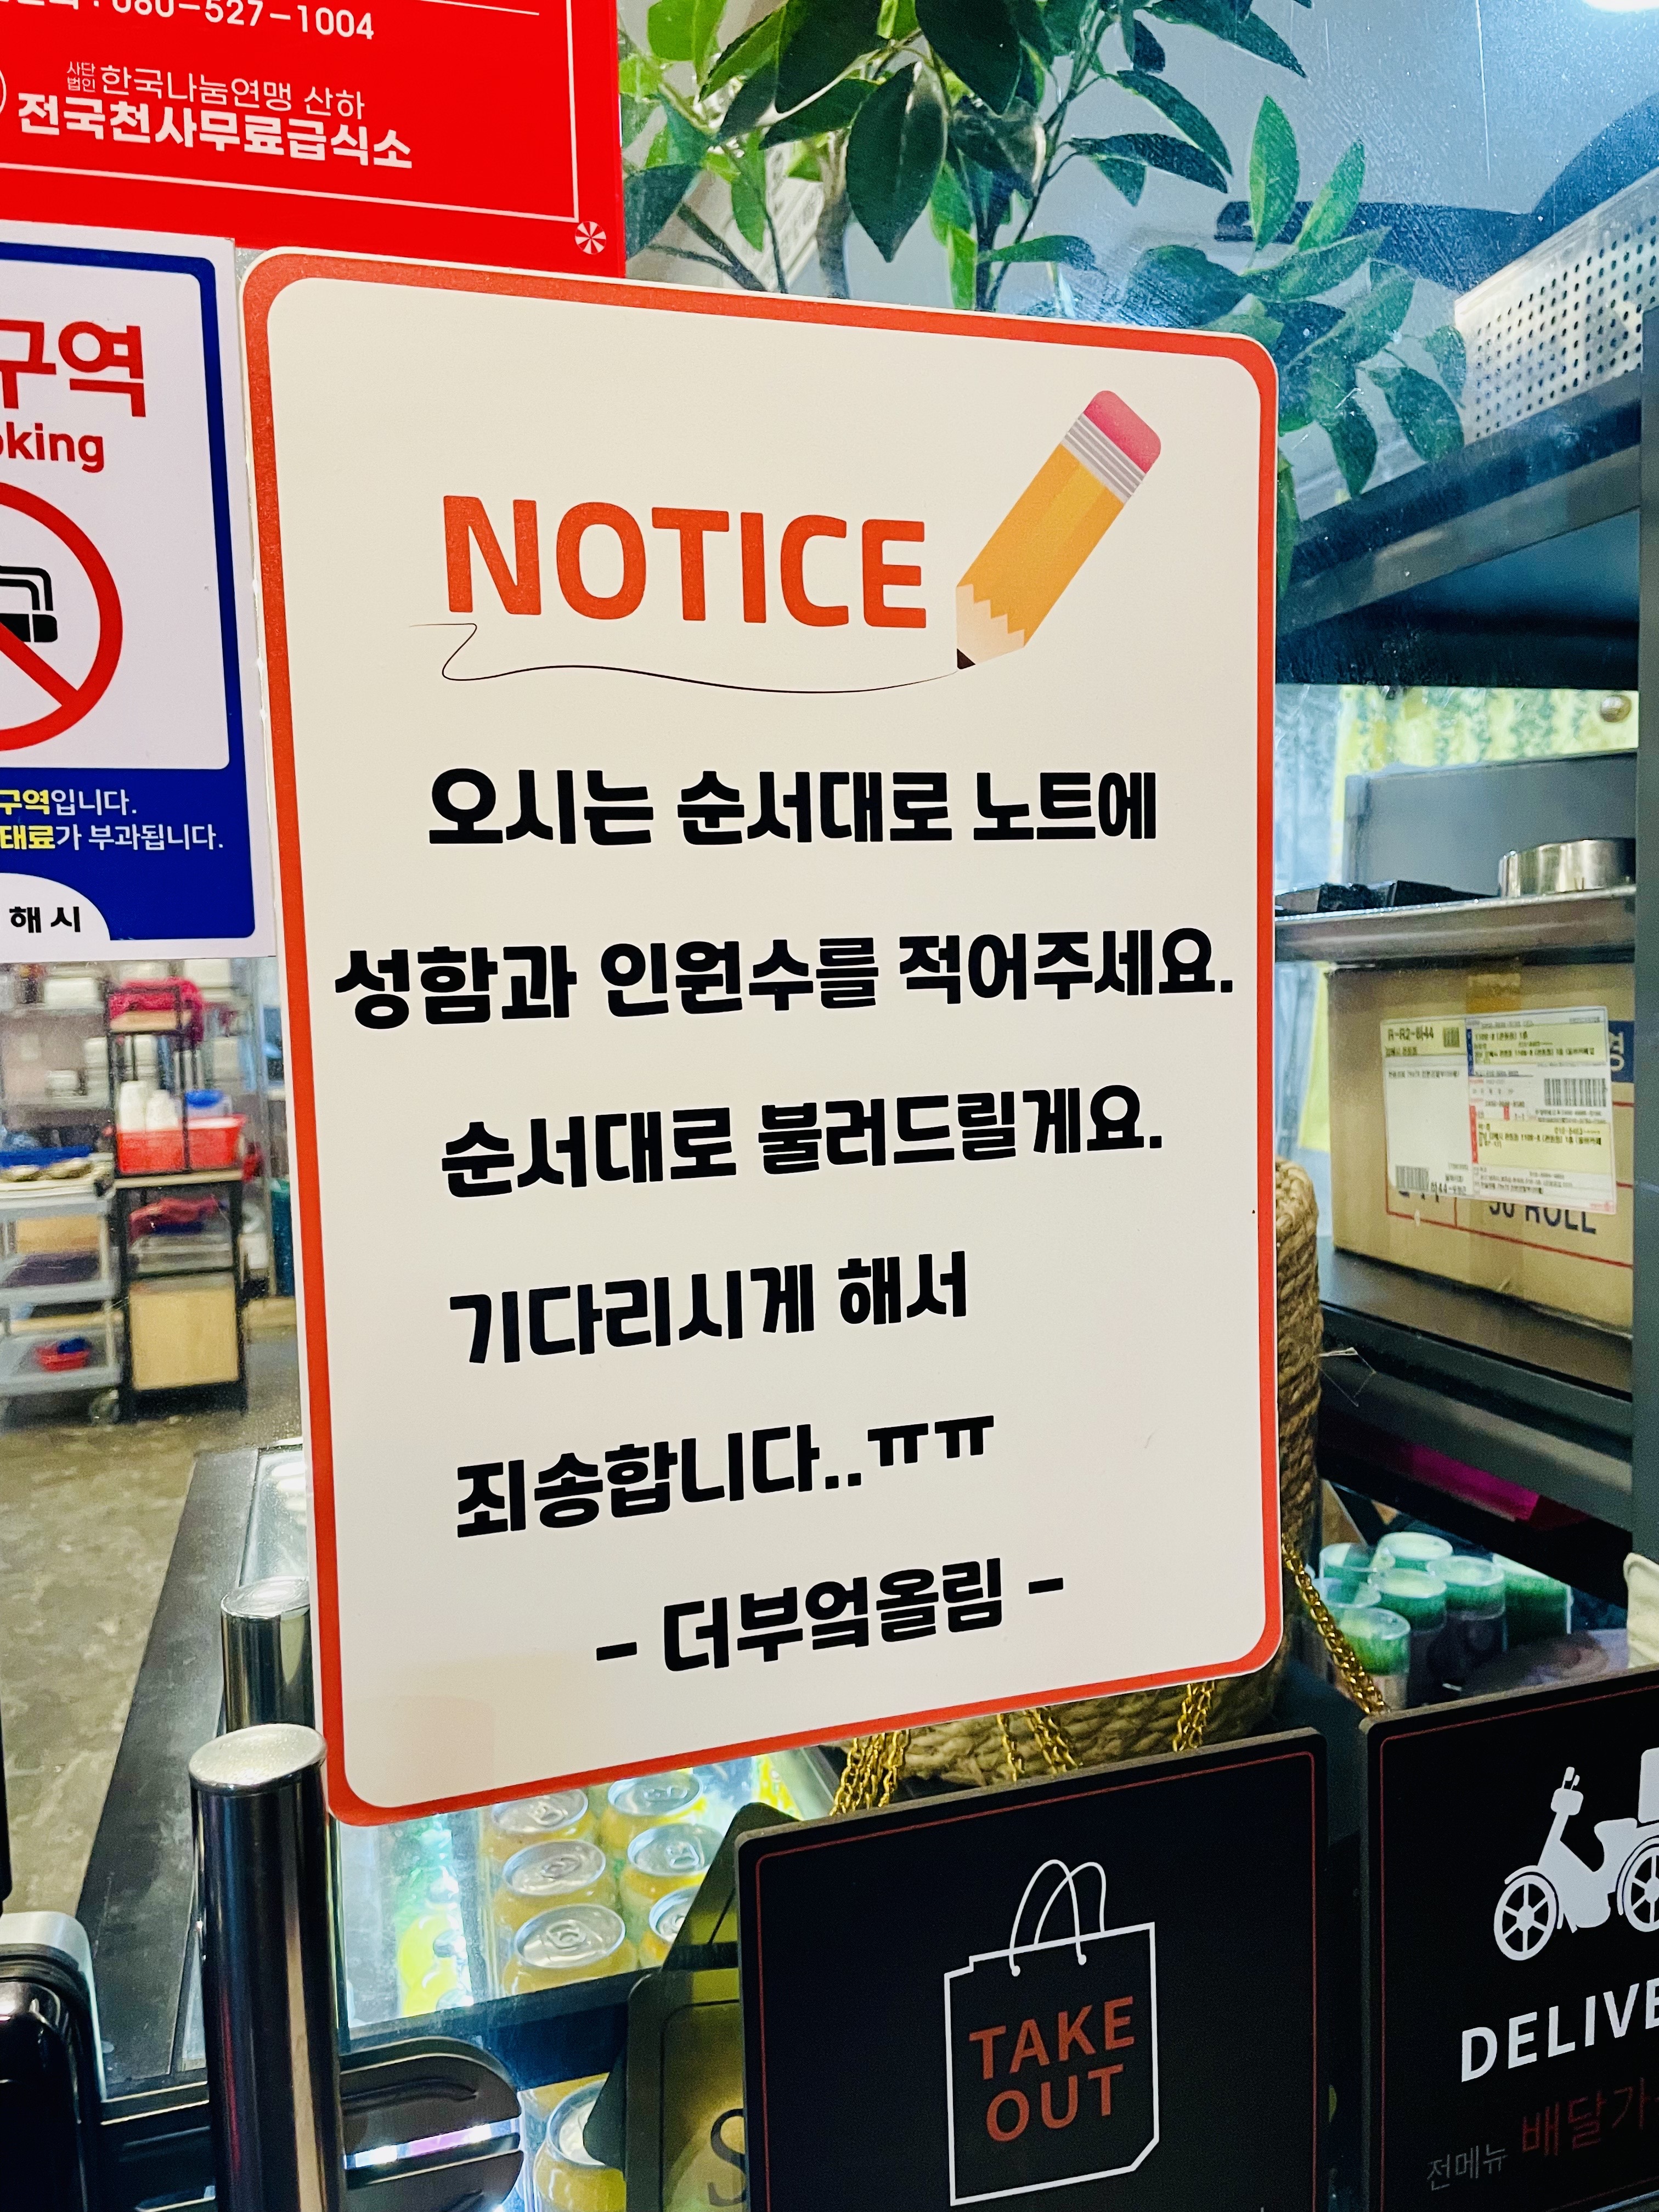 080-527-1004
사단법인 한국나눔연맹 산하
전국천사무료급식소
구역
oking
구역입니다.
태료가 부과됩니다.
해시
NOTICE
오시는 순서대로 노트에
성함과 인원수를 적어주세요.
순서대로 불러드릴게요.
기다리시게 해서
죄송합니다..ㅠㅠ
- 더부엌올림 -
R-R2-B44
30 ROLL
TAKE
OUT
DELIVE
전메뉴 배달가